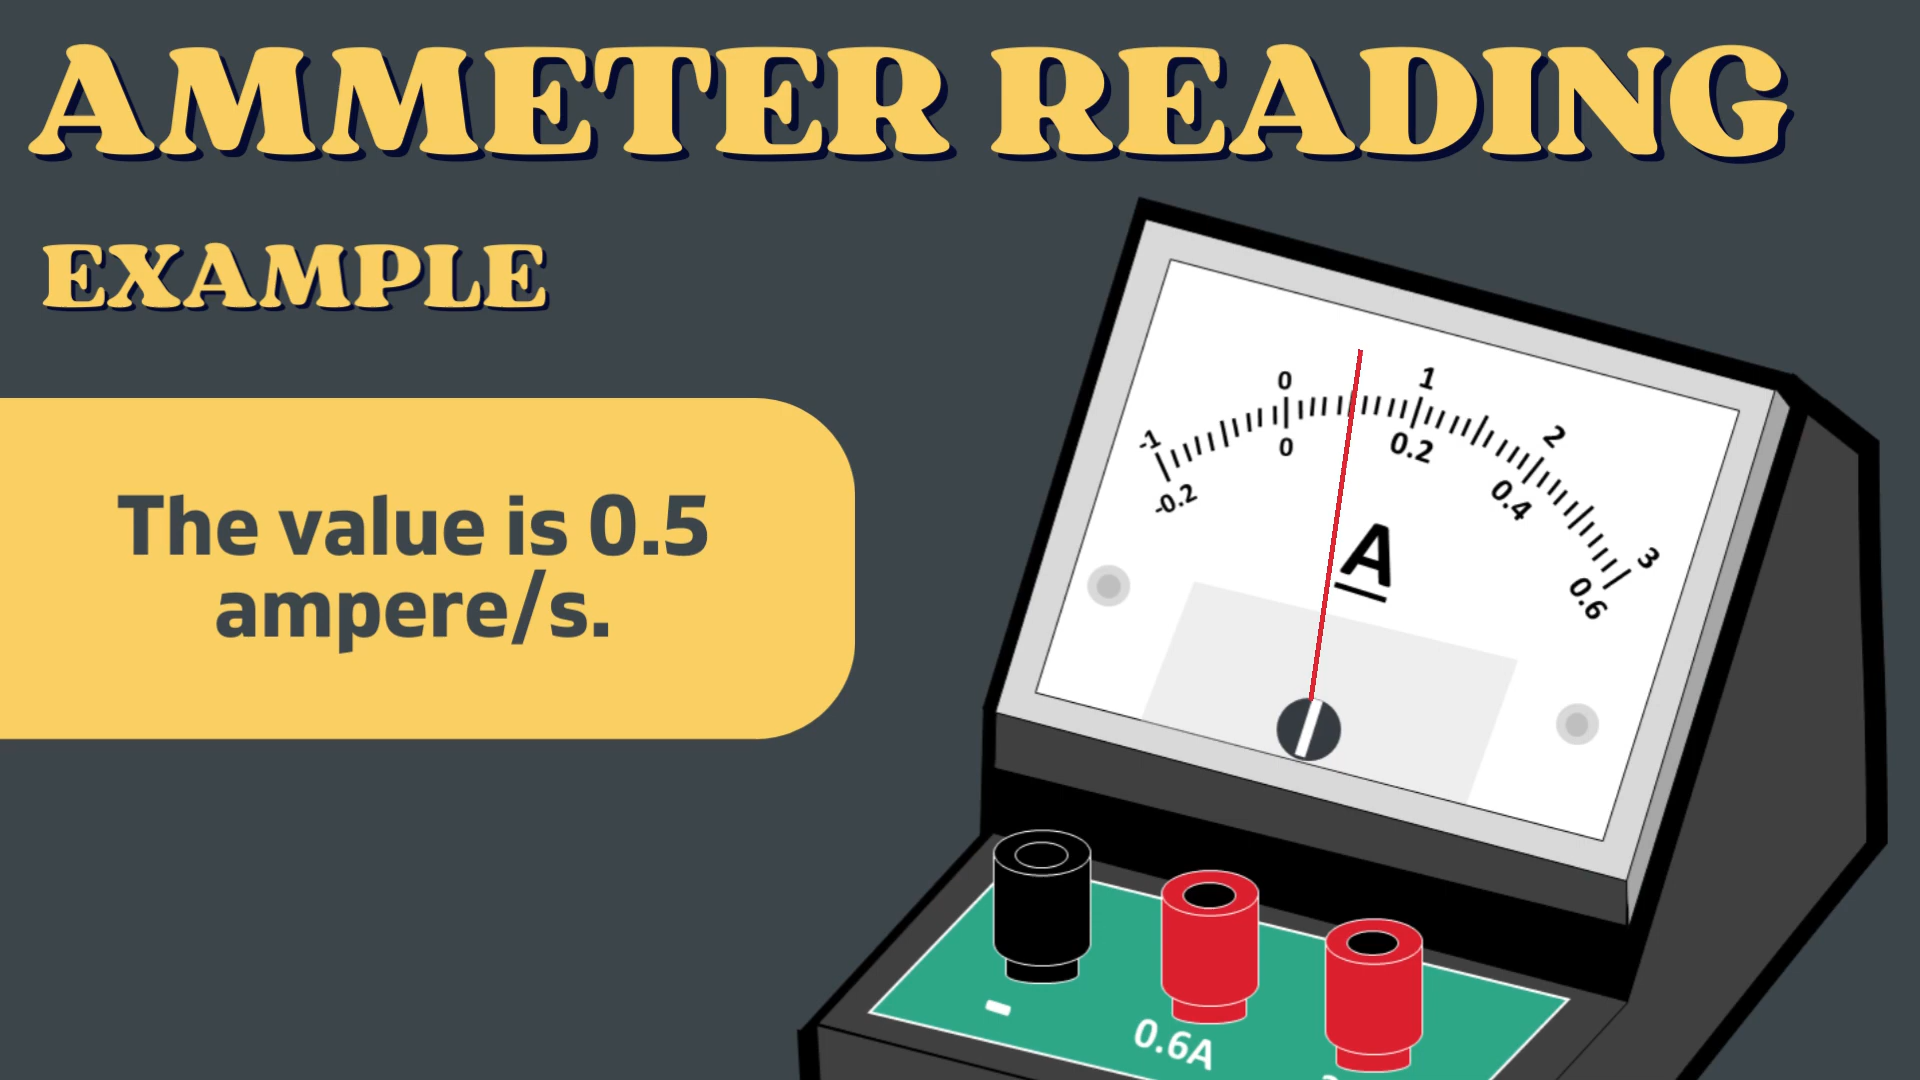 AMMETER READING
EXAMPLE
The value is 0.5
ampere/s.
-1 0 1 2 3
-0.2 0 0.2 0.4 0.6
A
-
0.6A